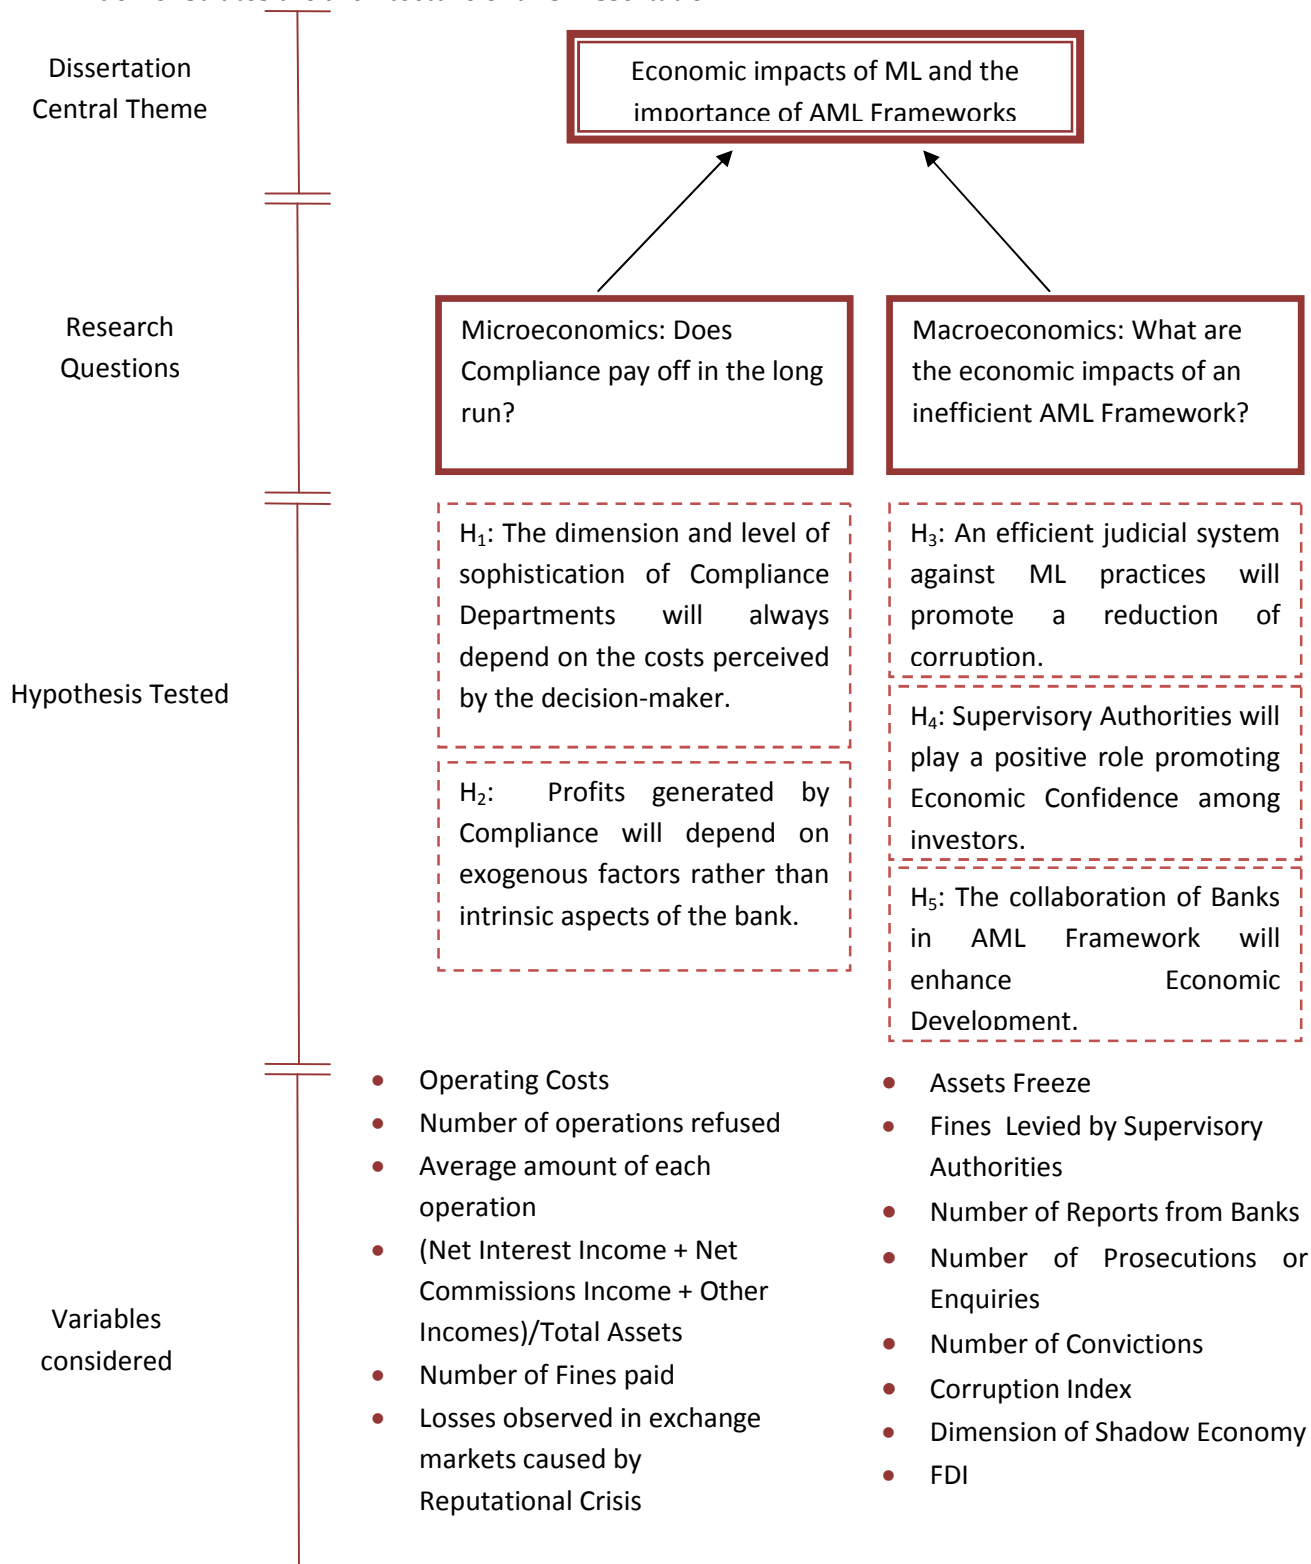 Dissertation
Central Theme
Economic impacts of ML and the
importance of AML Frameworks
Research
Questions
Microeconomics: Does
Compliance pay off in the long
run?
Macroeconomics: What are
the economic impacts of an
inefficient AML Framework?
Hypothesis Tested
H₁: The dimension and level of
sophistication of Compliance
Departments will always
depend on the costs perceived
by the decision-maker.
H₂: Profits generated by
Compliance will depend on
exogenous factors rather than
intrinsic aspects of the bank.
H₃: An efficient judicial system
against ML practices will
promote a reduction of
corruption.
H₄: Supervisory Authorities will
play a positive role promoting
Economic Confidence among
investors.
H₅: The collaboration of Banks
in AML Framework will
enhance Economic
Development.
Variables
considered
• Operating Costs
• Number of operations refused
• Average amount of each
operation
• (Net Interest Income + Net
Commissions Income + Other
Incomes)/Total Assets
• Number of Fines paid
• Losses observed in exchange
markets caused by
Reputational Crisis
• Assets Freeze
• Fines Levied by Supervisory
Authorities
• Number of Reports from Banks
• Number of Prosecutions or
Enquiries
• Number of Convictions
• Corruption Index
• Dimension of Shadow Economy
• FDI